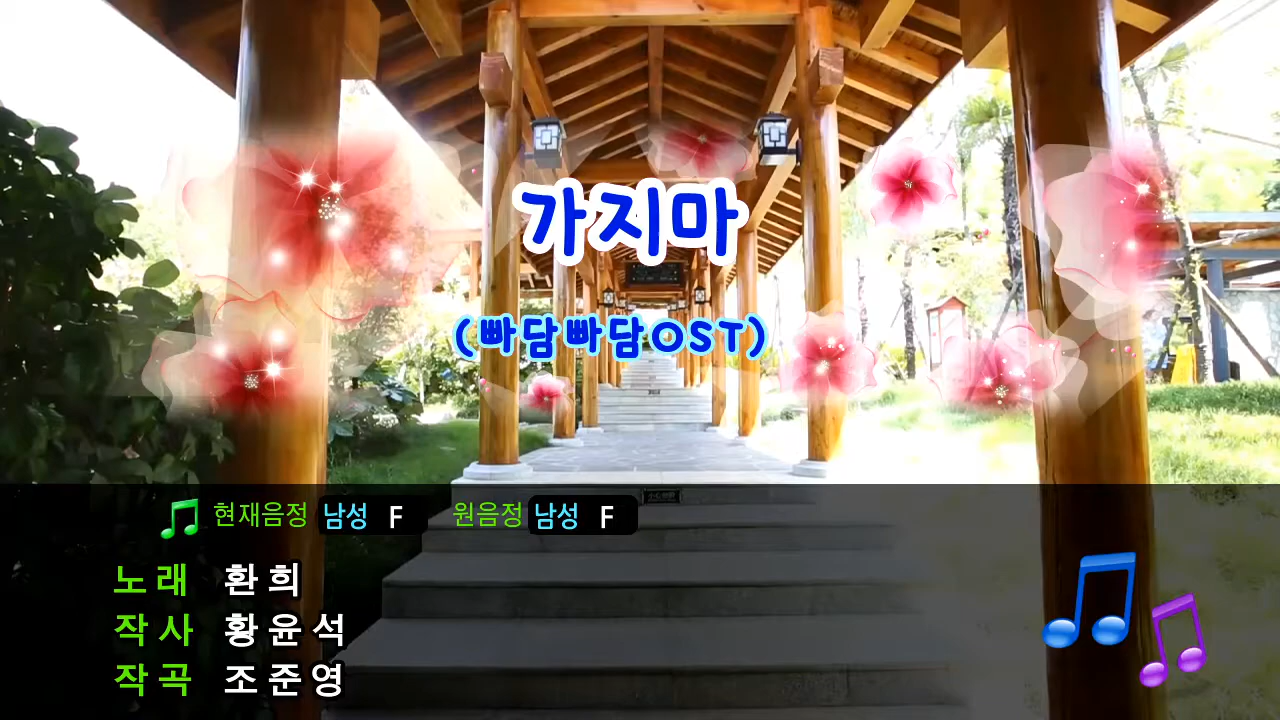 가지마
(빠담빠담OST)
현재음정 남성 F 원음정 남성 F
노래 환희
작사 황윤석
작곡 조준영